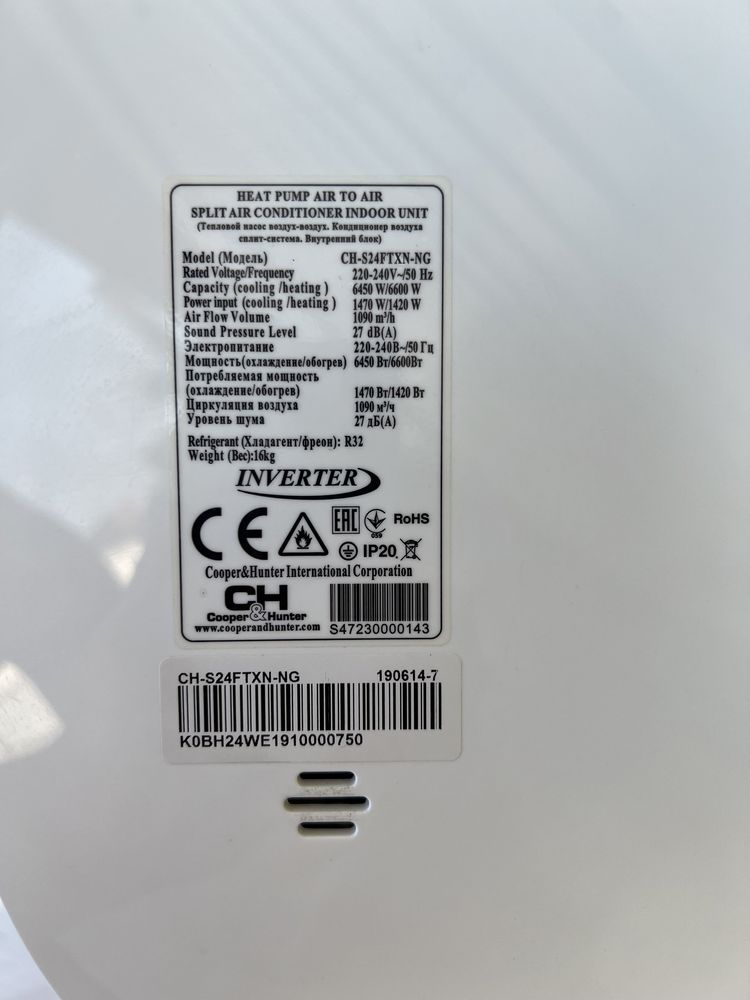 HEAT PUMP AIR TO AIR
SPLIT AIR CONDITIONER INDOOR UNIT
(Тепловой насос воздух-воздух. Кондиционер воздуха
сплит-система. Внутренний блок)
Model (Модель) CH-S24FTXN-NG
Rated Voltage/Frequency 220-240V~/50 Hz
Capacity (cooling /heating ) 6450 W/6600 W
Power input (cooling /heating ) 1470 W/1420 W
Air Flow Volume 1090 m³/h
Sound Pressure Level 27 dB(A)
Электропитание 220-240В~/50 Гц
Мощность(охлаждение/обогрев) 6450 Вт/6600Вт
Потребляемая мощность
(охлаждение/обогрев) 1470 Вт/1420 Вт
Циркуляция воздуха 1090 м³/ч
Уровень шума 27 дБ(А)
Refrigerant (Хладагент/фреон): R32
Weight (Вес):16kg
INVERTER
CE EAC 059 RoHS
IP20
Cooper&Hunter International Corporation
CH
Cooper&Hunter
www.cooperandhunter.com S47230000143
CH-S24FTXN-NG 190614-7
K0BH24WE1910000750